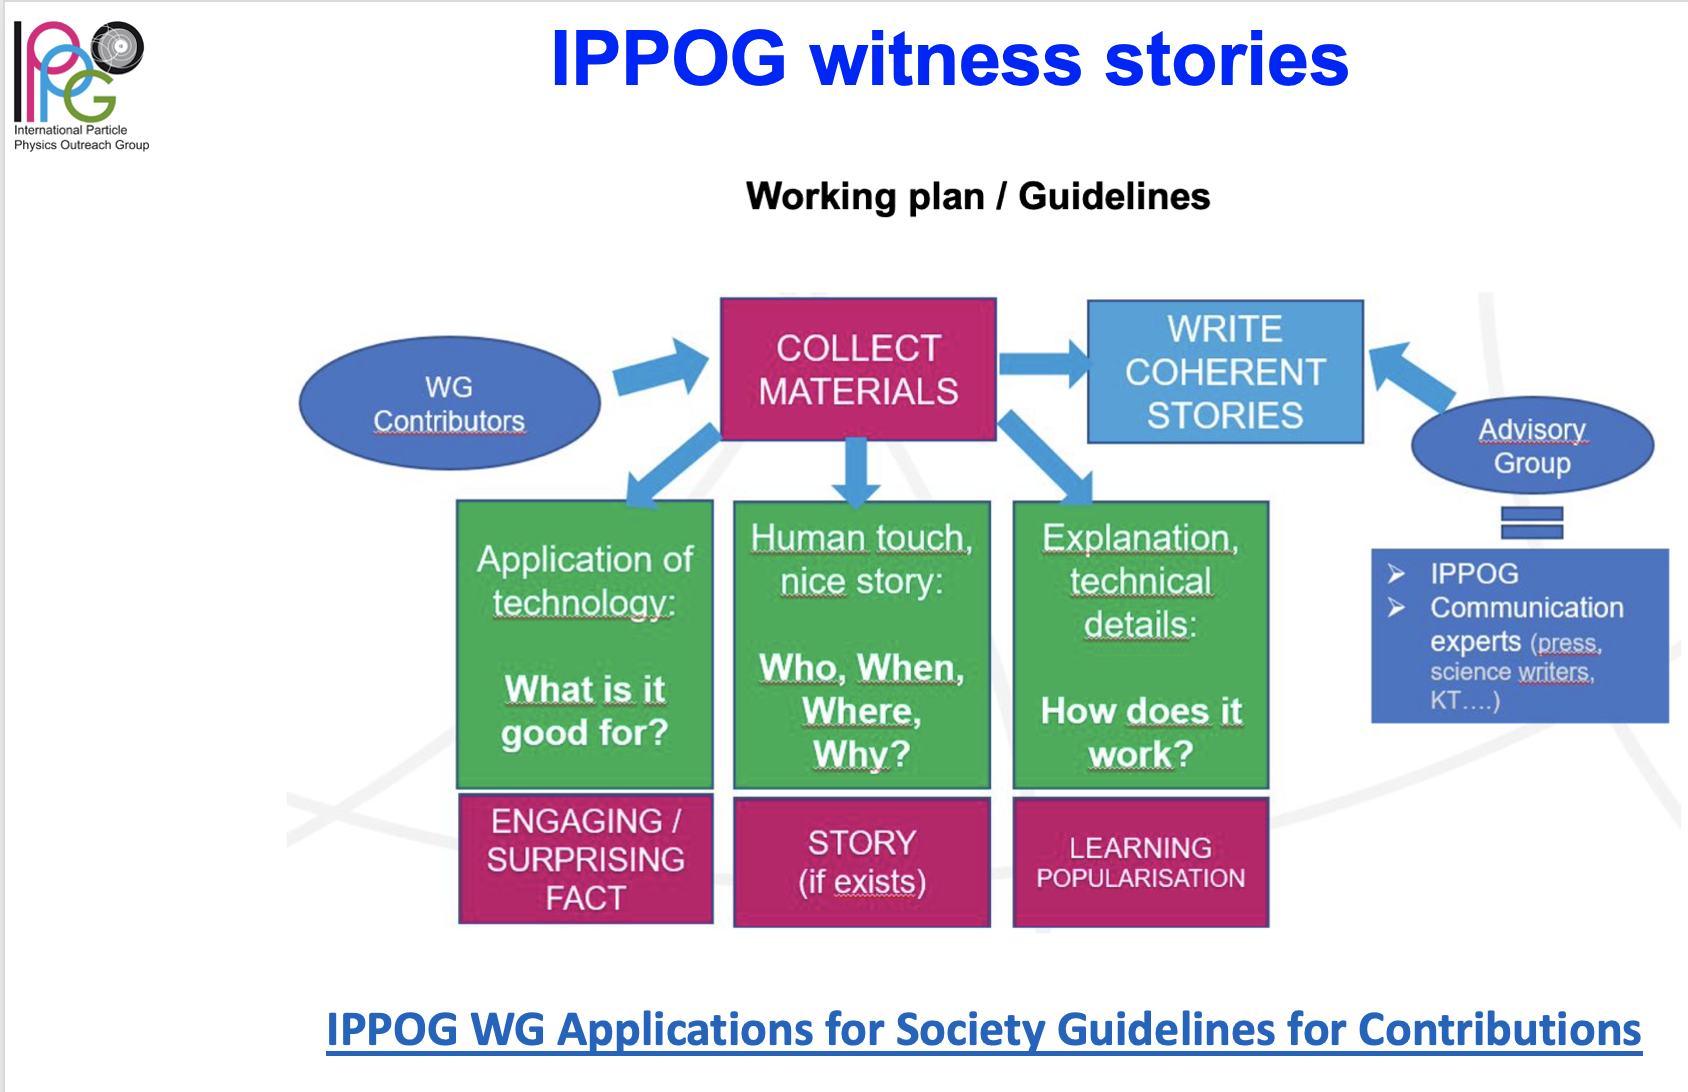 IPPOG
International Particle
Physics Outreach Group
IPPOG witness stories
Working plan / Guidelines
WG
Contributors
COLLECT
MATERIALS
WRITE
COHERENT
STORIES
Advisory
Group
Application of
technology:
What is it
good for?
Human touch,
nice story:
Who, When,
Where,
Why?
Explanation,
technical
details:
How does it
work?
➢ IPPOG
➢ Communication
experts (press,
science writers,
KT....)
ENGAGING /
SURPRISING
FACT
STORY
(if exists)
LEARNING
POPULARISATION
IPPOG WG Applications for Society Guidelines for Contributions